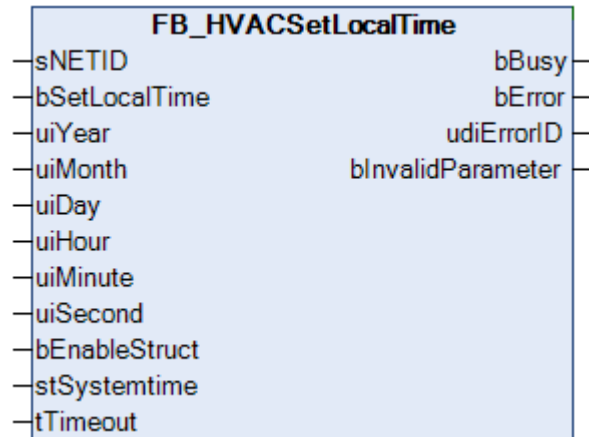 FB_HVACSetLocalTime
sNETID bBusy
bSetLocalTime bError
uiYear udiErrorID
uiMonth bInvalidParameter
uiDay
uiHour
uiMinute
uiSecond
bEnableStruct
stSystemtime
tTimeout